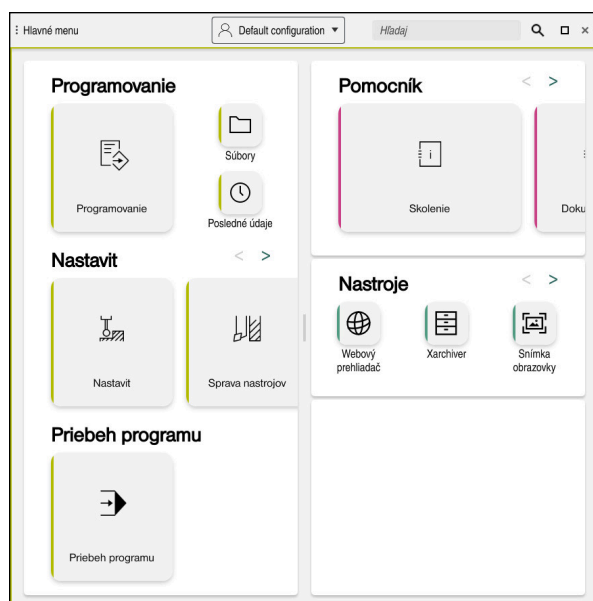 Hlavné menu
Default configuration
Hľadaj
Programovanie
Programovanie
Súbory
Posledné údaje
Nastavit
Nastavit
Sprava nastrojov
Priebeh programu
Priebeh programu
Pomocník
Skolenie
Doku
Nastroje
Webový
prehliadač
Xarchiver
Snímka
obrazovky